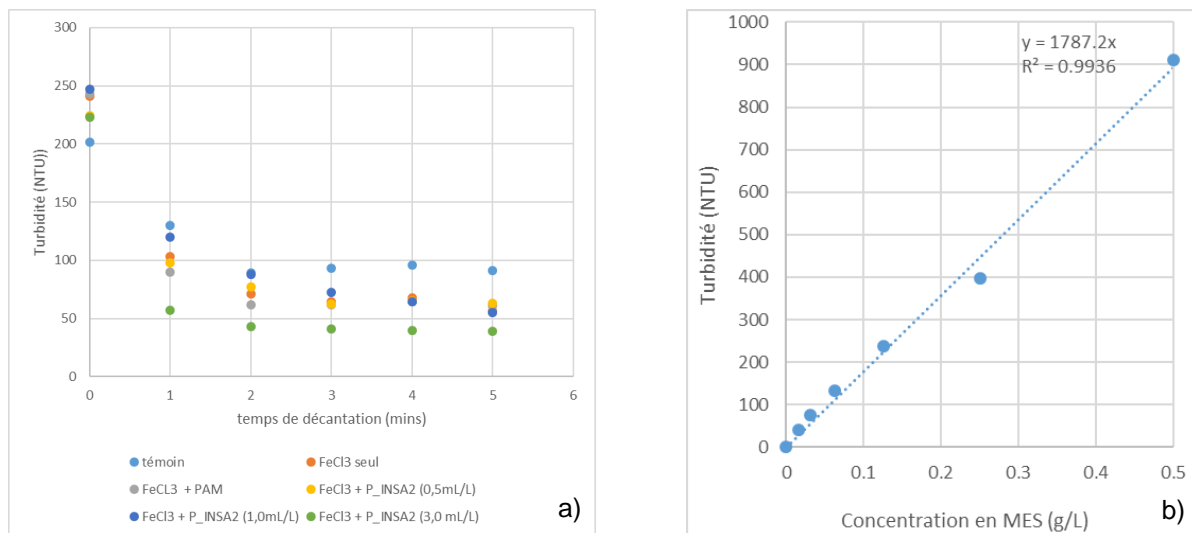 300
250
200
150
100
50
0
Turbidité (NTU))
0 1 2 3 4 5 6
temps de décantation (mins)
témoin FeCl3 seul
FeCL3 + PAM FeCl3 + P_INSA2 (0,5mL/L)
FeCl3 + P_INSA2 (1,0mL/L) FeCl3 + P_INSA2 (3,0 mL/L)
a)
1000
900
800
700
600
500
400
300
200
100
0
Turbidité (NTU)
y = 1787.2x
R² = 0.9936
0 0.1 0.2 0.3 0.4 0.5
Concentration en MES (g/L)
b)